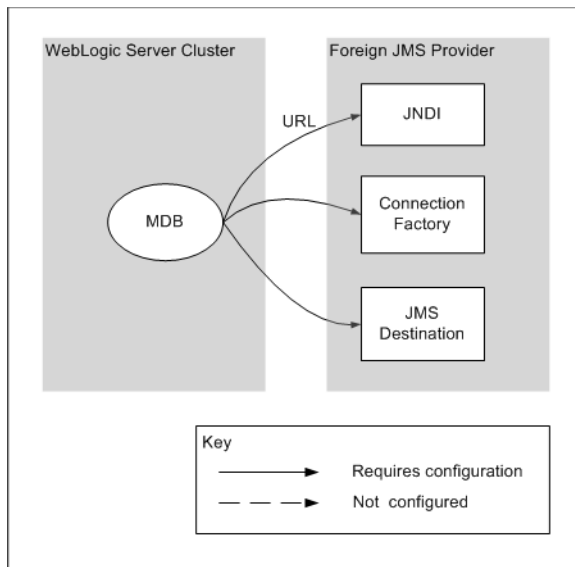 WebLogic Server Cluster
Foreign JMS Provider
URL
JNDI
MDB
Connection
Factory
JMS
Destination
Key
Requires configuration
Not configured